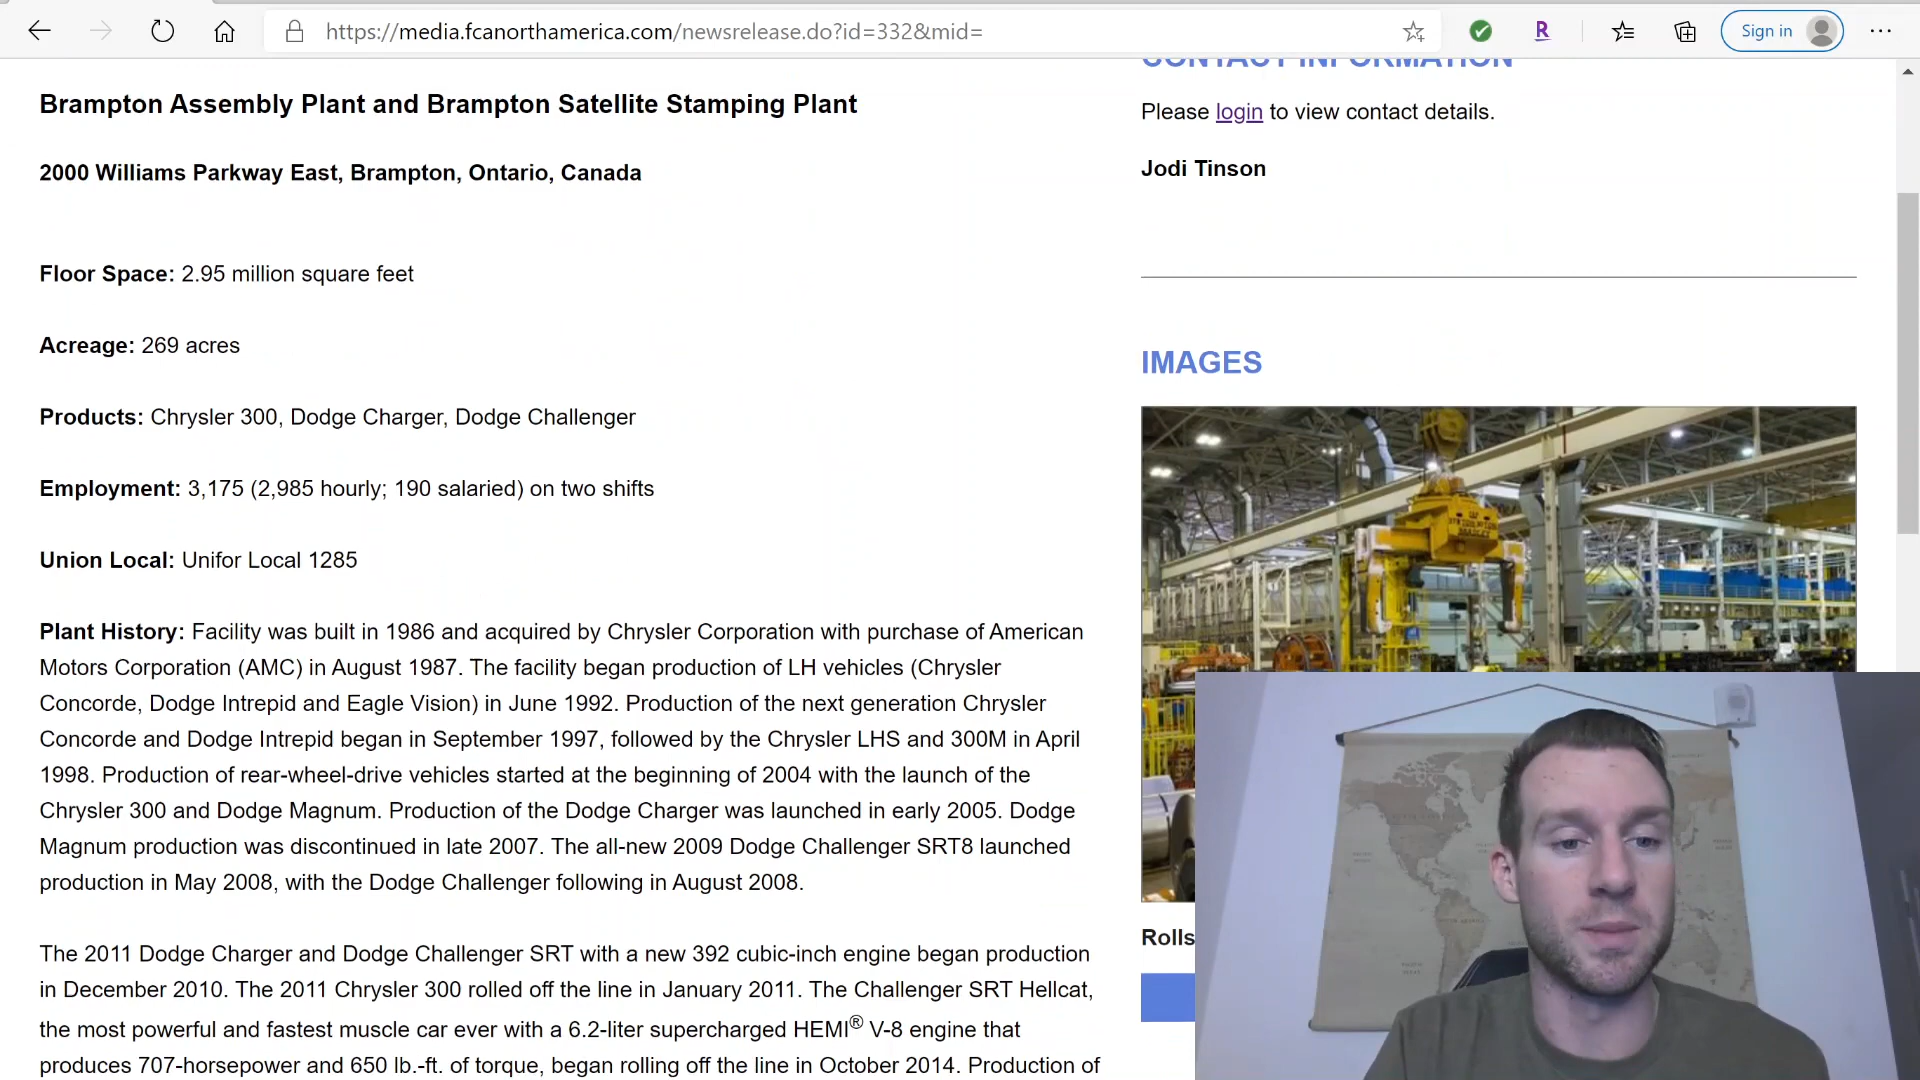 https://media.fcanorthamerica.com/newsrelease.do?id=332&mid=
R
Sign in
Brampton Assembly Plant and Brampton Satellite Stamping Plant
2000 Williams Parkway East, Brampton, Ontario, Canada
Floor Space: 2.95 million square feet
Acreage: 269 acres
Products: Chrysler 300, Dodge Charger, Dodge Challenger
Employment: 3,175 (2,985 hourly; 190 salaried) on two shifts
Union Local: Unifor Local 1285
Plant History: Facility was built in 1986 and acquired by Chrysler Corporation with purchase of American
Motors Corporation (AMC) in August 1987. The facility began production of LH vehicles (Chrysler
Concorde, Dodge Intrepid and Eagle Vision) in June 1992. Production of the next generation Chrysler
Concorde and Dodge Intrepid began in September 1997, followed by the Chrysler LHS and 300M in April
1998. Production of rear-wheel-drive vehicles started at the beginning of 2004 with the launch of the
Chrysler 300 and Dodge Magnum. Production of the Dodge Charger was launched in early 2005. Dodge
Magnum production was discontinued in late 2007. The all-new 2009 Dodge Challenger SRT8 launched
production in May 2008, with the Dodge Challenger following in August 2008.
The 2011 Dodge Charger and Dodge Challenger SRT with a new 392 cubic-inch engine began production
in December 2010. The 2011 Chrysler 300 rolled off the line in January 2011. The Challenger SRT Hellcat,
the most powerful and fastest muscle car ever with a 6.2-liter supercharged HEMI® V-8 engine that
produces 707-horsepower and 650 lb.-ft. of torque, began rolling off the line in October 2014. Production of
CONTACT INFORMATION
Please login to view contact details.
Jodi Tinson
IMAGES
Rolls